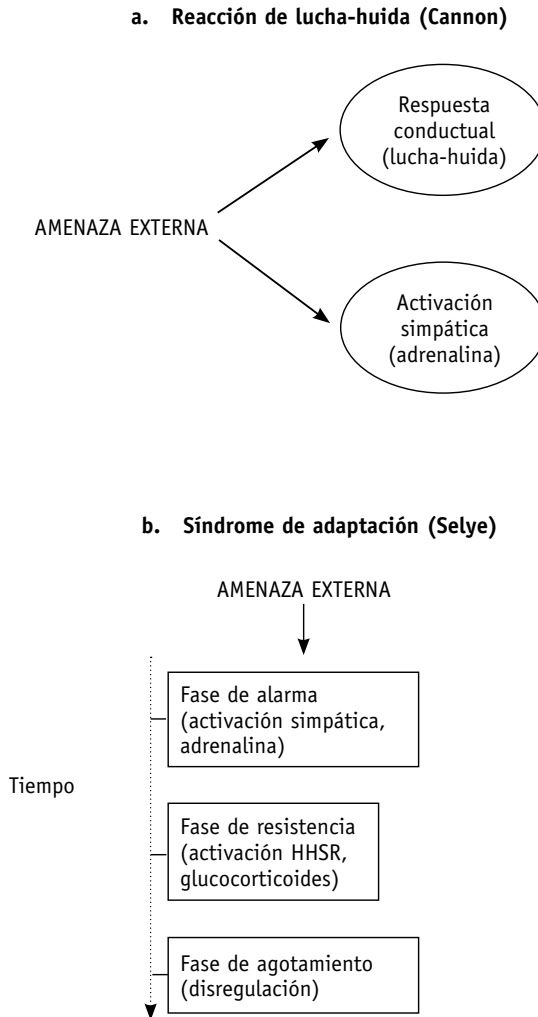 a. Reacción de lucha-huida (Cannon)
Respuesta
conductual
(lucha-huida)
AMENAZA EXTERNA
Activación
simpática
(adrenalina)
b. Síndrome de adaptación (Selye)
AMENAZA EXTERNA
Fase de alarma
(activación simpática,
adrenalina)
Tiempo
Fase de resistencia
(activación HHSR,
glucocorticoides)
Fase de agotamiento
(disregulación)